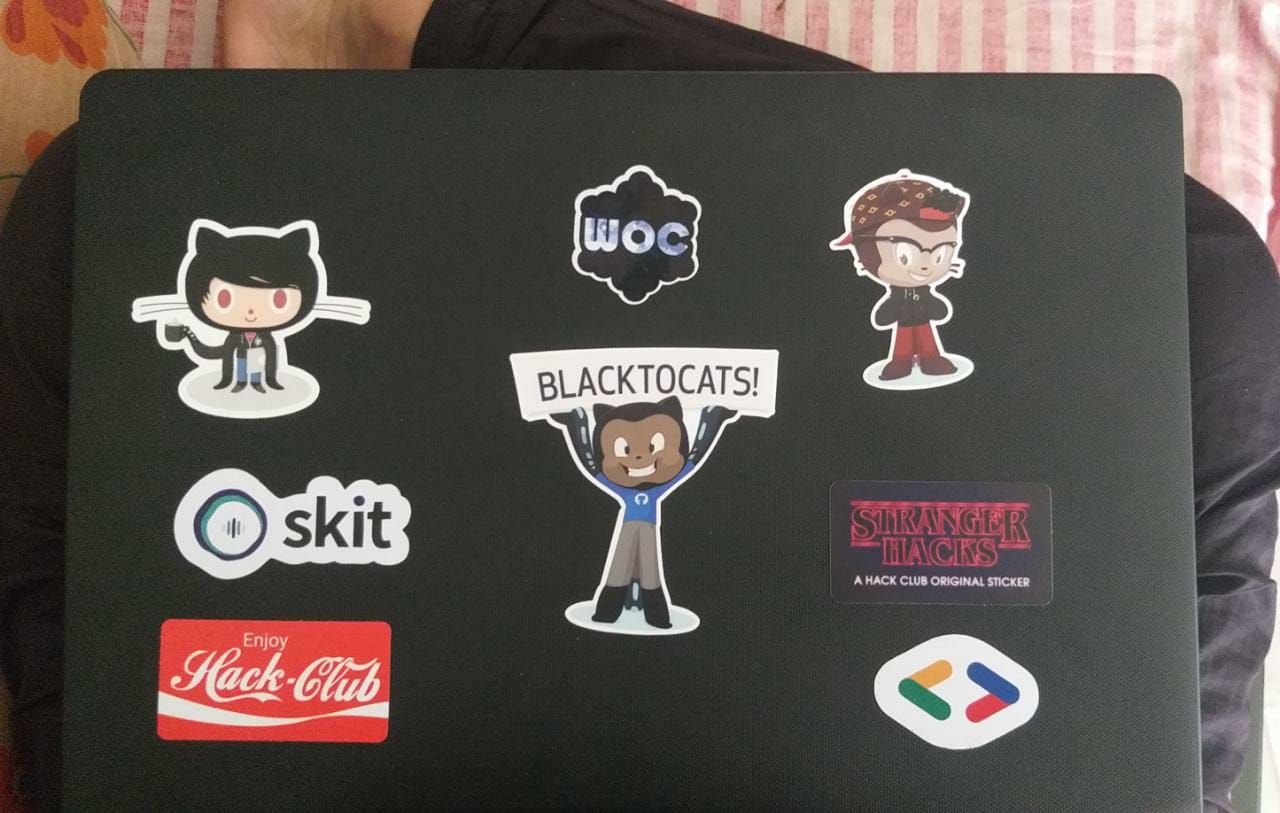 WOC
BLACKTOCATS!
skit
STRANGER
HACKS
A HACK CLUB ORIGINAL STICKER
Enjoy
Hack-Club